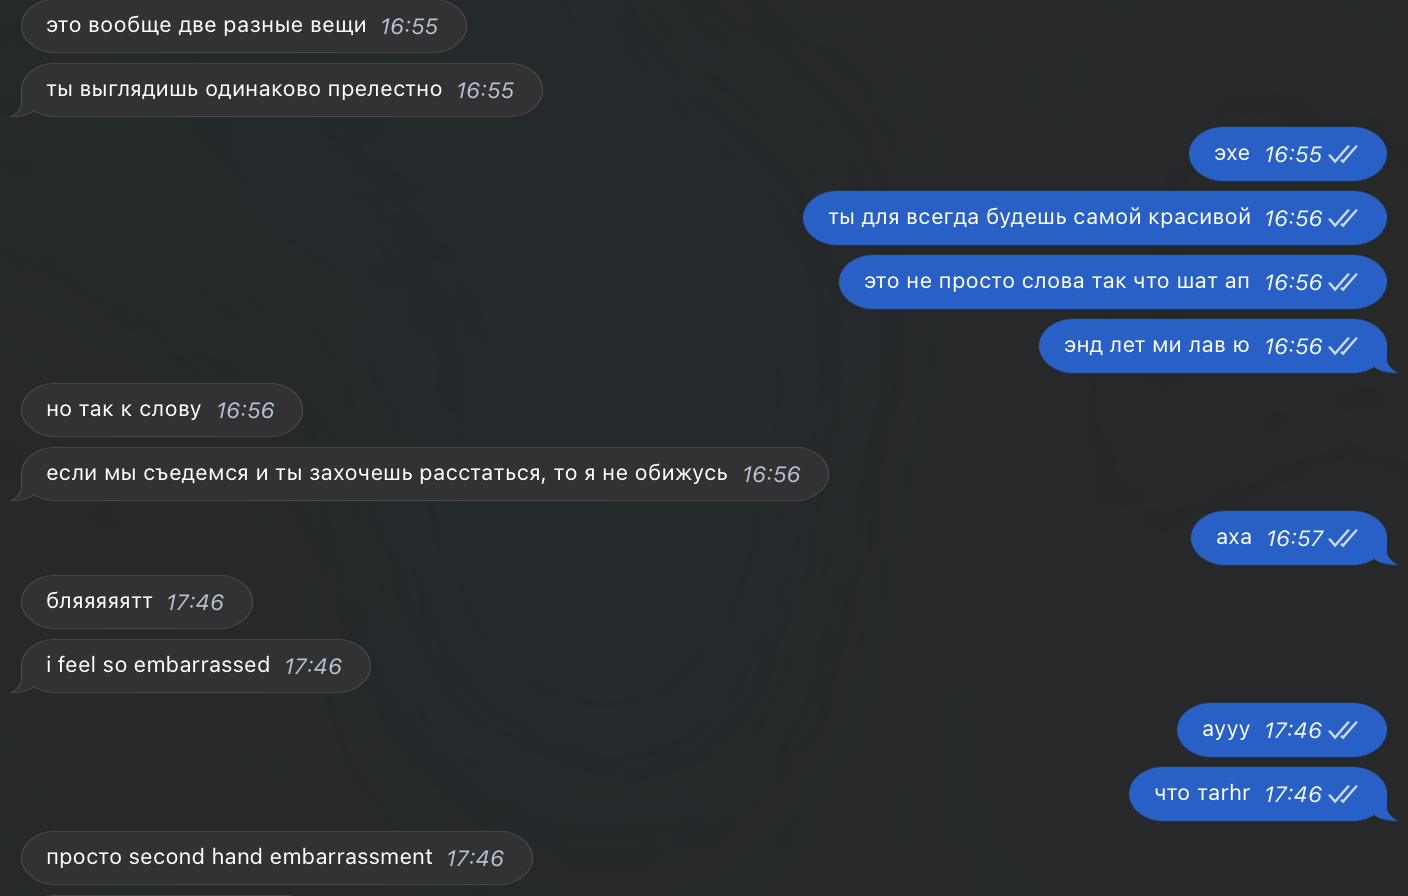 это вообще две разные вещи 16:55
ты выглядишь одинаково прелестно 16:55
эхе 16:55
ты для всегда будешь самой красивой 16:56
это не просто слова так что шат ап 16:56
энд лет ми лав ю 16:56
но так к слову 16:56
если мы съедемся и ты захочешь расстаться, то я не обижусь 16:56
аха 16:57
бляяяяятт 17:46
i feel so embarrassed 17:46
аууу 17:46
что тarhr 17:46
просто second hand embarrassment 17:46